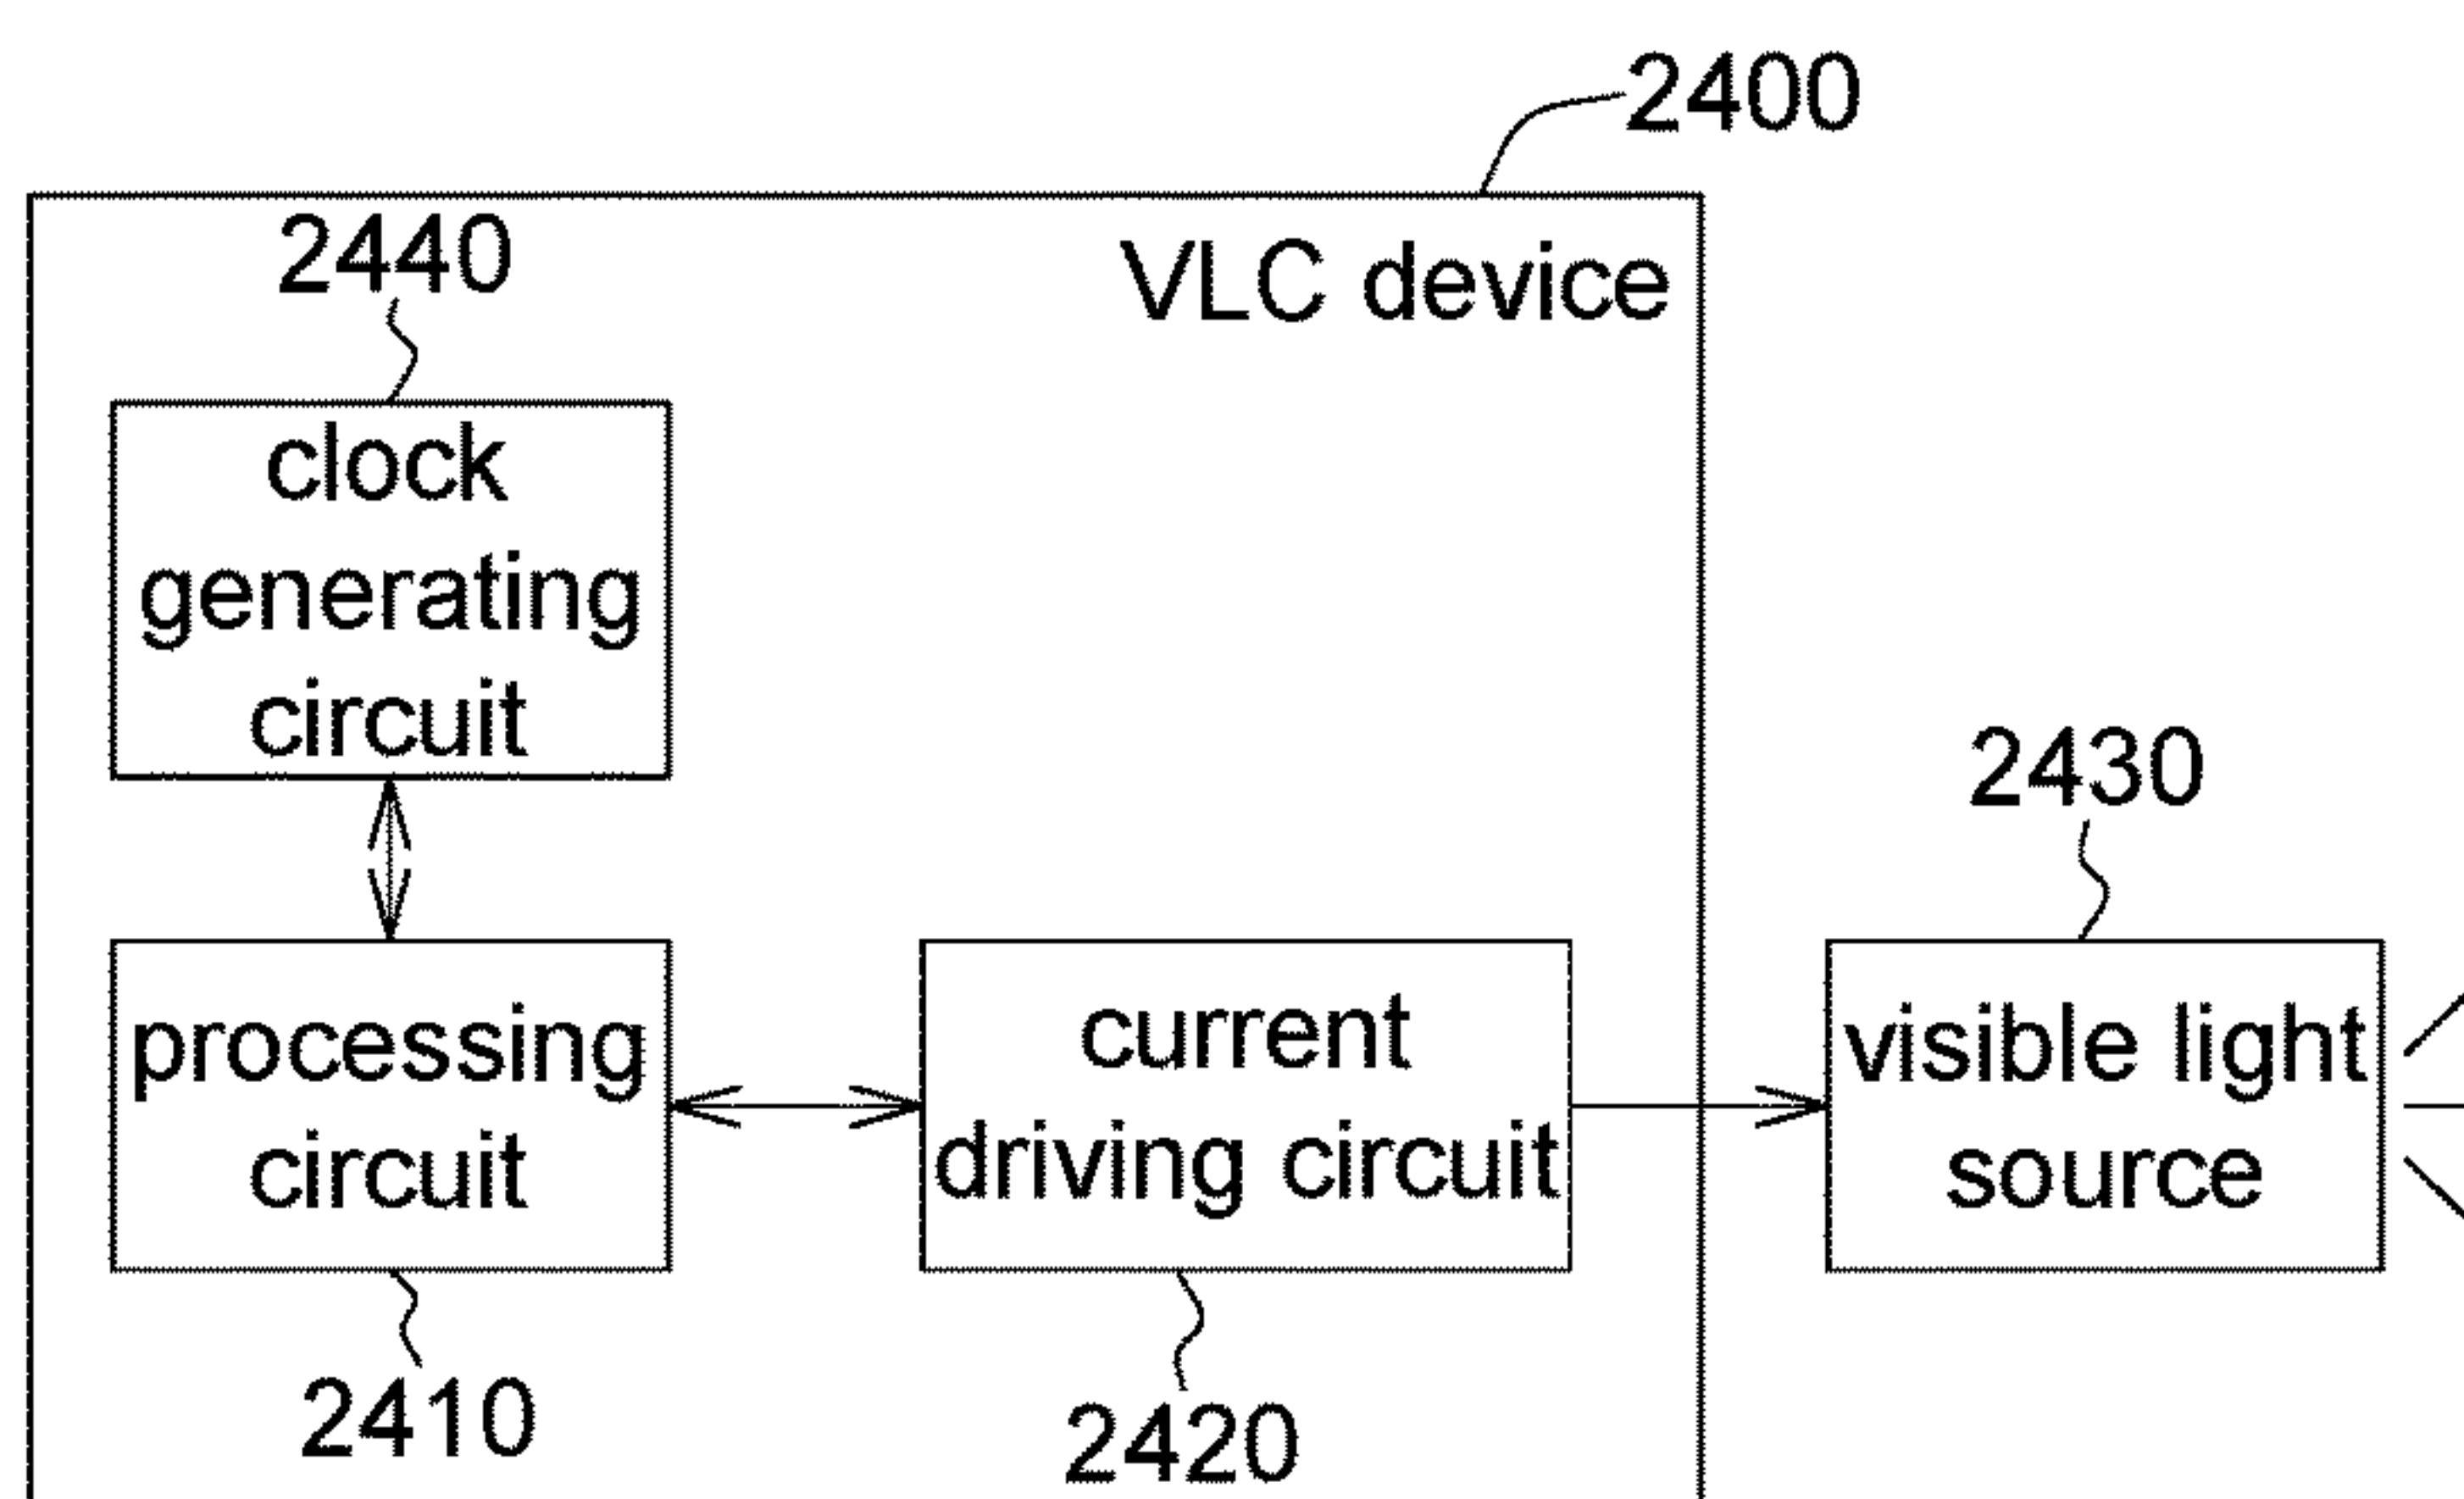 2400
2440
VLC device
clock
generating
circuit
2430
processing
circuit
current
driving circuit
visible light
source
2410
2420